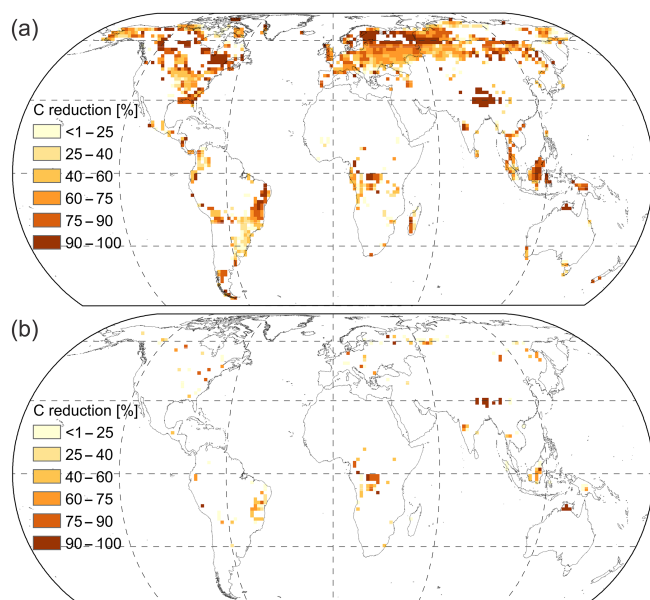 (a)
C reduction [%]
<1 – 25
25 – 40
40 – 60
60 – 75
75 – 90
90 – 100
(b)
C reduction [%]
<1 – 25
25 – 40
40 – 60
60 – 75
75 – 90
90 – 100